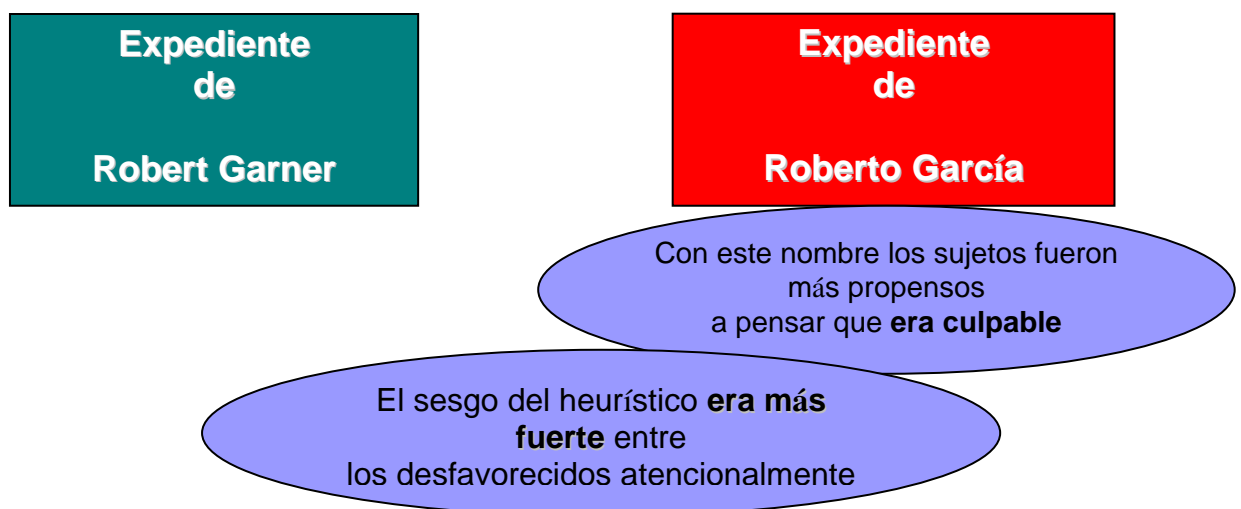 Expediente
de
Robert Garner
Expediente
de
Roberto García
Con este nombre los sujetos fueron
más propensos
a pensar que era culpable
El sesgo del heurístico era más
fuerte entre
los desfavorecidos atencionalmente